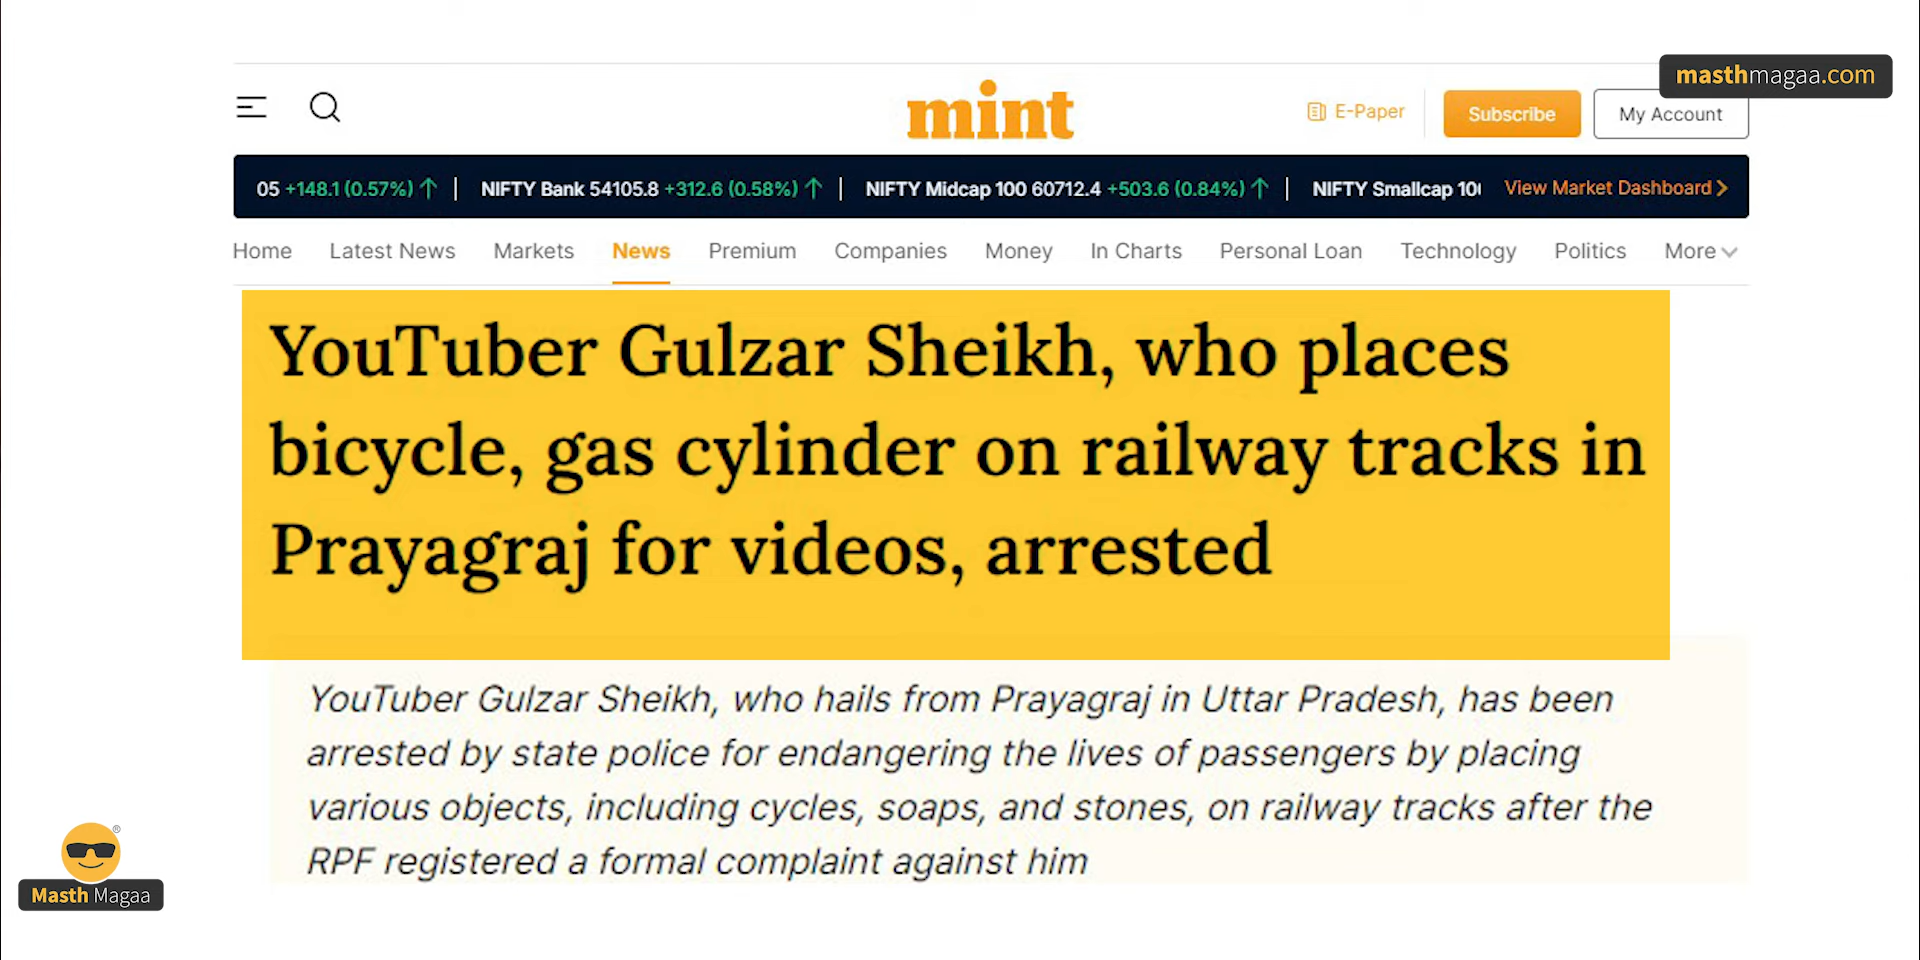 masthmagaa.com
mint
E-Paper
Subscribe
My Account
05 +148.1 (0.57%) ↑ | NIFTY Bank 54105.8 +312.6 (0.58%) ↑ | NIFTY Midcap 100 60712.4 +503.6 (0.84%) ↑ | NIFTY Smallcap View Market Dashboard
Home Latest News Markets News Premium Companies Money In Charts Personal Loan Technology Politics More
YouTuber Gulzar Sheikh, who places
bicycle, gas cylinder on railway tracks in
Prayagraj for videos, arrested
YouTuber Gulzar Sheikh, who hails from Prayagraj in Uttar Pradesh, has been
arrested by state police for endangering the lives of passengers by placing
various objects, including cycles, soaps, and stones, on railway tracks after the
RPF registered a formal complaint against him
®
Masth Magaa